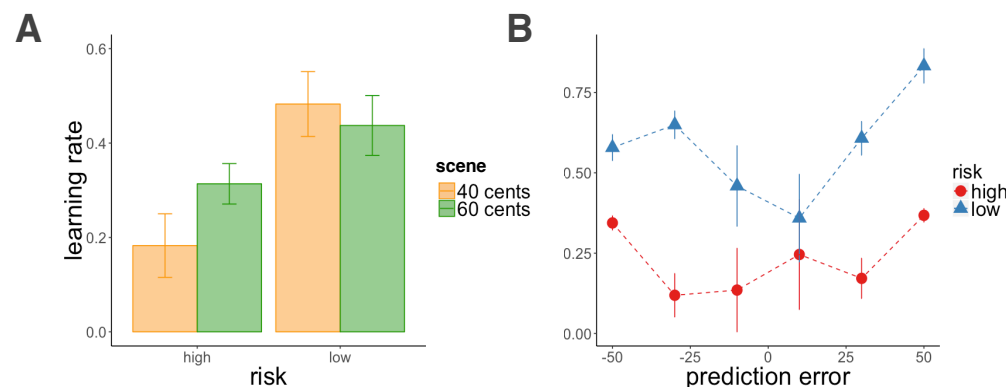 A
0.6
0.4
0.2
0.0
learning rate
high
low
risk
scene
40 cents
60 cents
B
0.75
0.50
0.25
0.00
-50
-25
0
25
50
prediction error
risk
high
low